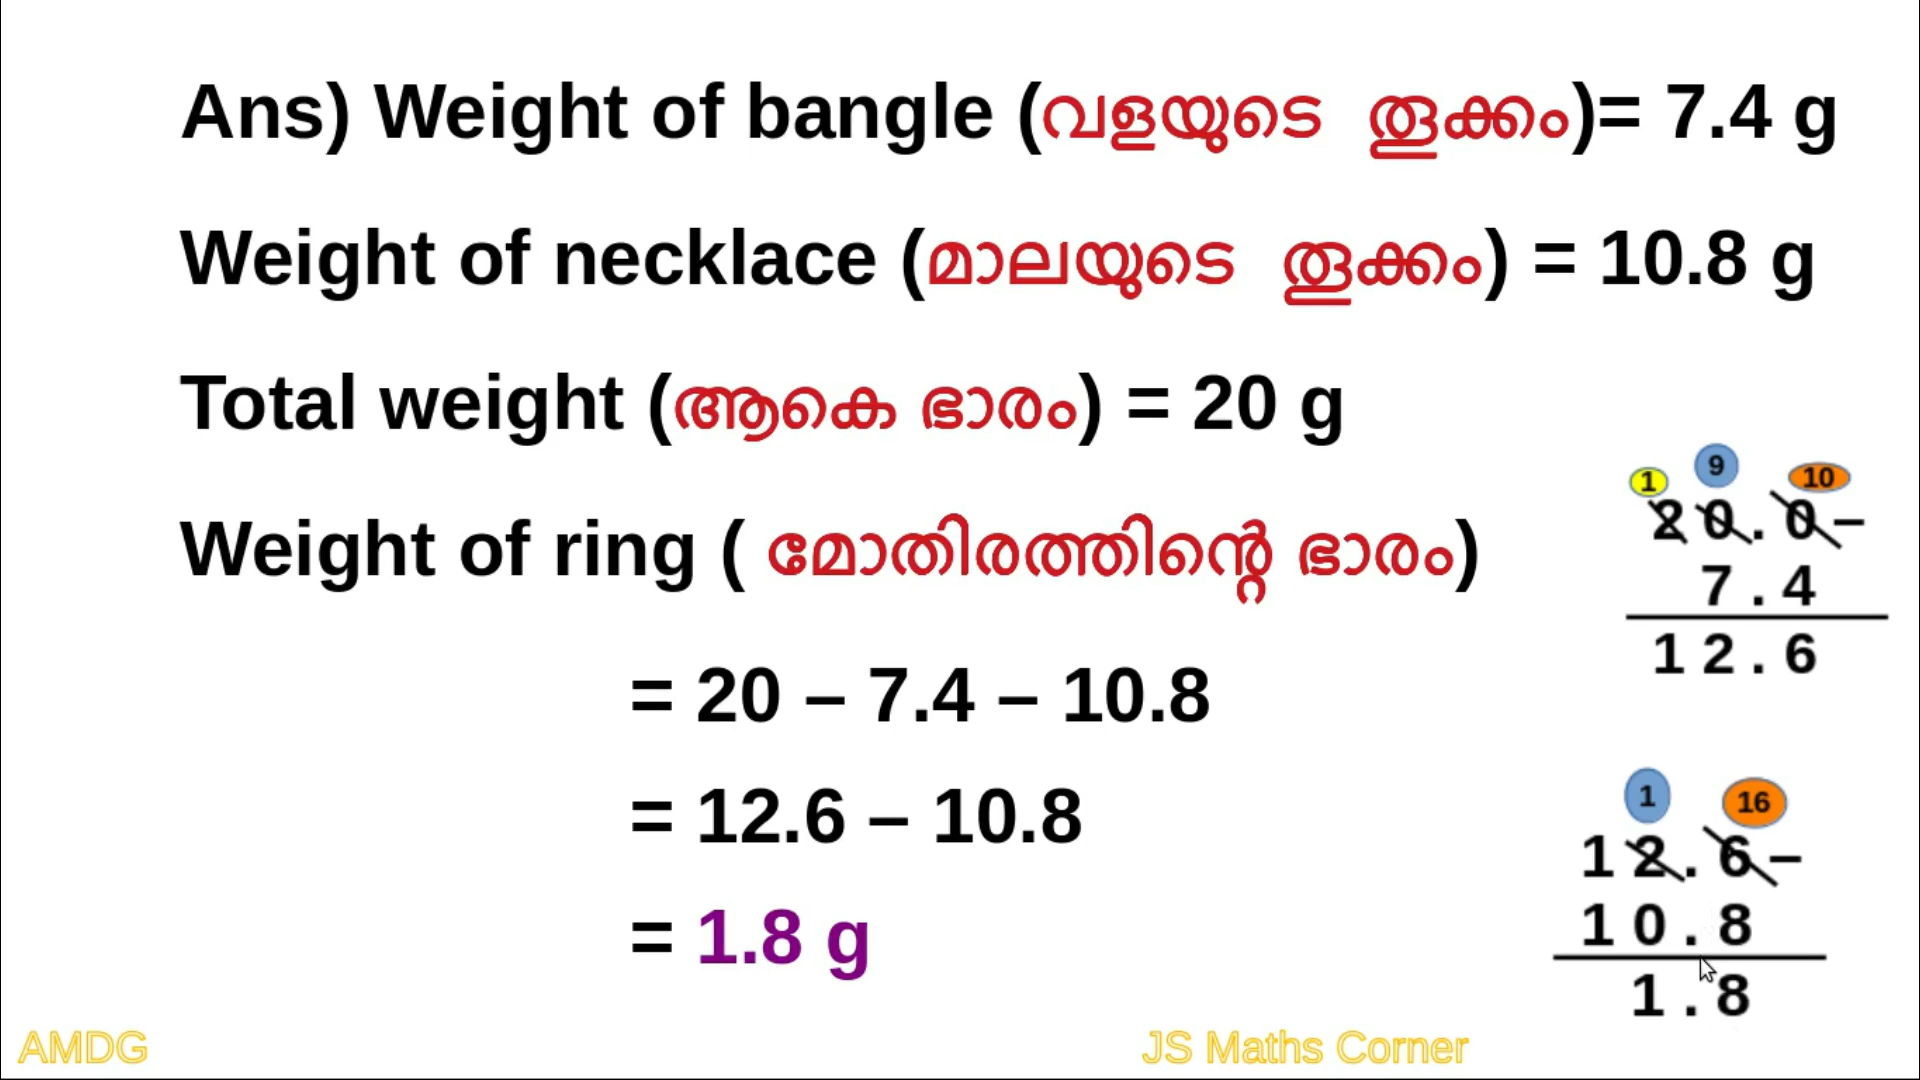 Ans) Weight of bangle (വളയുടെ തൂക്കം)= 7.4 g
Weight of necklace (മാലയുടെ തൂക്കം) = 10.8 g
Total weight (ആകെ ഭാരം) = 20 g
Weight of ring ( മോതിരത്തിന്റെ ഭാരം)
= 20 – 7.4 – 10.8
= 12.6 – 10.8
= 1.8 g
1 9 10
20.0 –
7.4
12.6
1 16
12.6 –
10.8
1.8
AMDG
JS Maths Corner